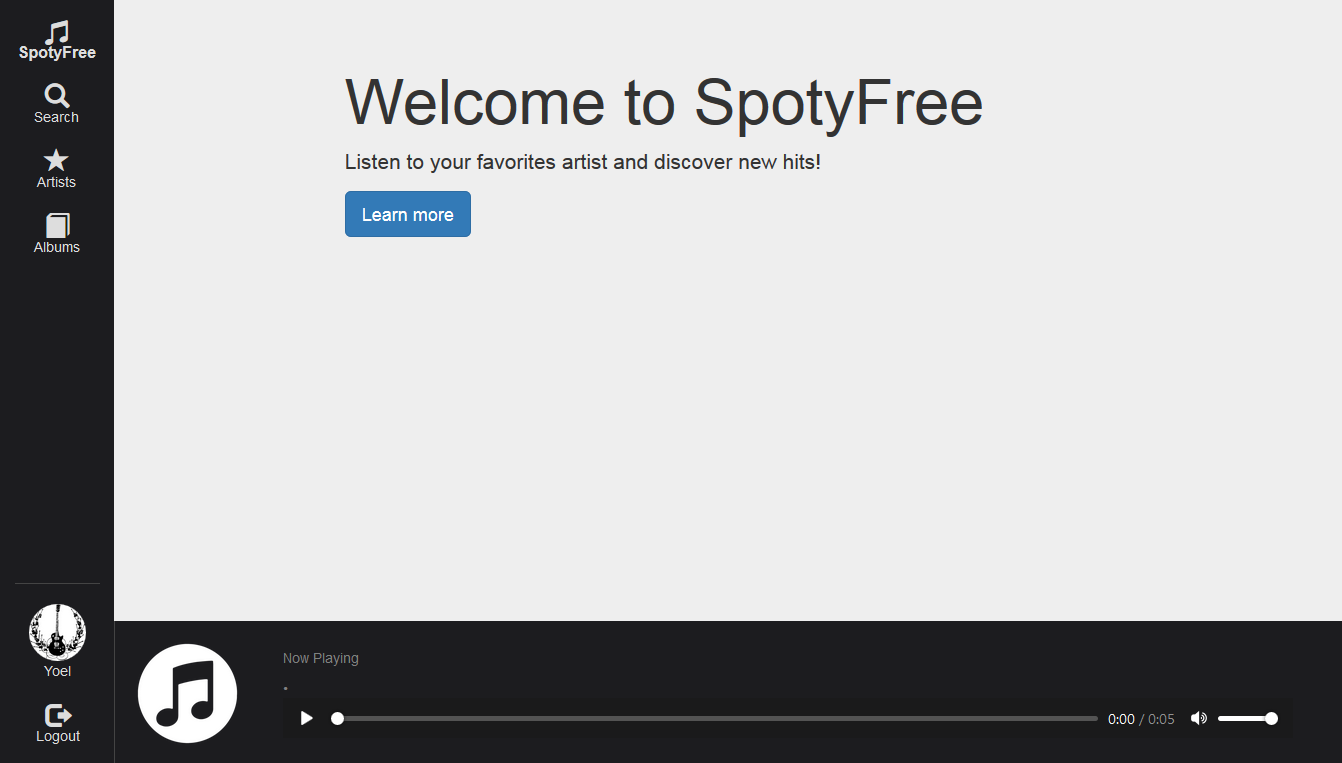 SpotyFree
Search
Artists
Albums
Yoel
Logout
Welcome to SpotyFree
Listen to your favorites artist and discover new hits!
Learn more
Now Playing
•
0:00 / 0:05